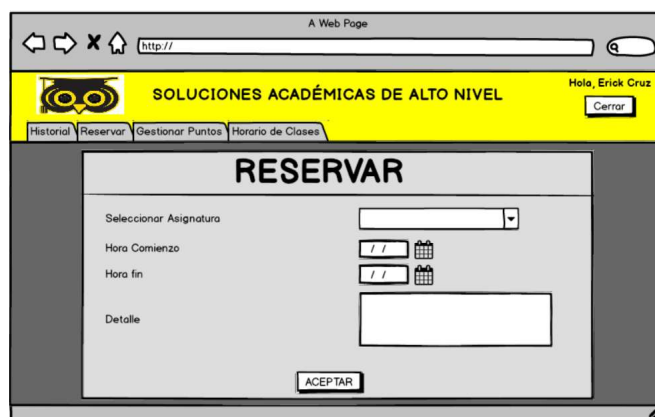 A Web Page
http://
Hola, Erick Cruz
SOLUCIONES ACADÉMICAS DE ALTO NIVEL
Cerrar
Historial Reservar Gestionar Puntos Horario de Clases
RESERVAR
Seleccionar Asignatura
Hora Comienzo / /
Hora fin / /
Detalle
ACEPTAR